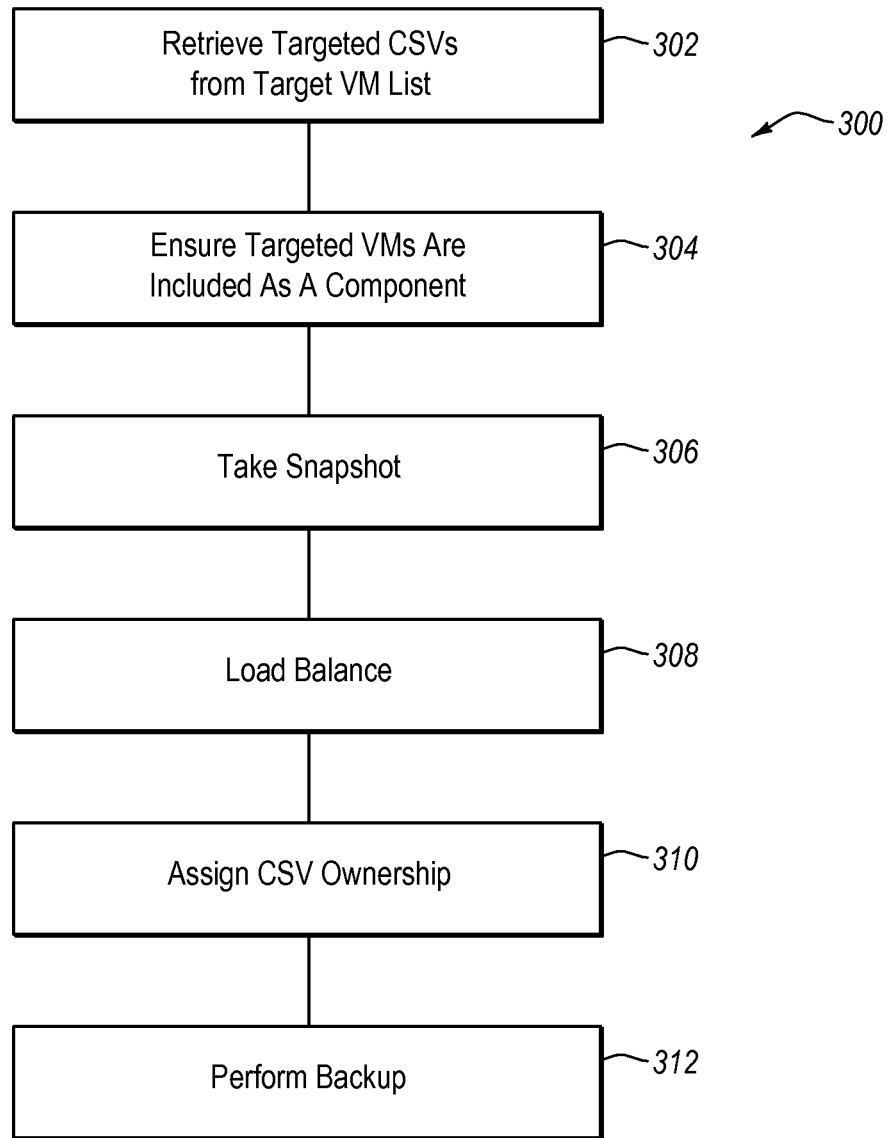 Retrieve Targeted CSVs
from Target VM List
302
300
Ensure Targeted VMs Are
Included As A Component
304
Take Snapshot
306
Load Balance
308
Assign CSV Ownership
310
Perform Backup
312